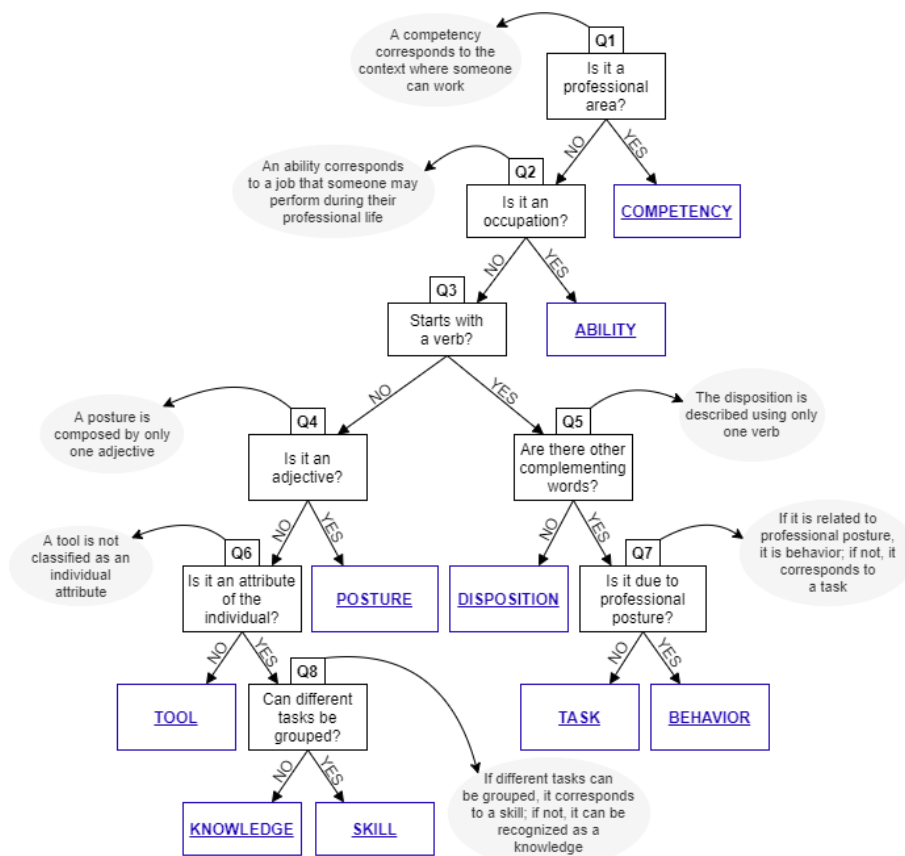 A competency
corresponds to the
context where someone
can work
Q1
Is it a
professional
area?
NO
YES
COMPETENCY
An ability corresponds
to a job that someone may
perform during their
professional life
Q2
Is it an
occupation?
NO
YES
ABILITY
Q3
Starts with
a verb?
NO
YES
A posture is
composed by only
one adjective
Q4
Is it an
adjective?
NO
YES
POSTURE
Q5
Are there other
complementing
words?
The disposition is
described using only
one verb
NO
YES
DISPOSITION
A tool is not
classified as an
individual
attribute
Q6
Is it an attribute
of the
individual?
NO
YES
TOOL
Q7
Is it due to
professional
posture?
If it is related to
professional posture,
it is behavior; if not, it
corresponds to
a task
NO
YES
TASK
BEHAVIOR
Q8
Can different
tasks be
grouped?
NO
YES
KNOWLEDGE
SKILL
If different tasks can
be grouped, it corresponds
to a skill; if not, it can be
recognized as a
knowledge